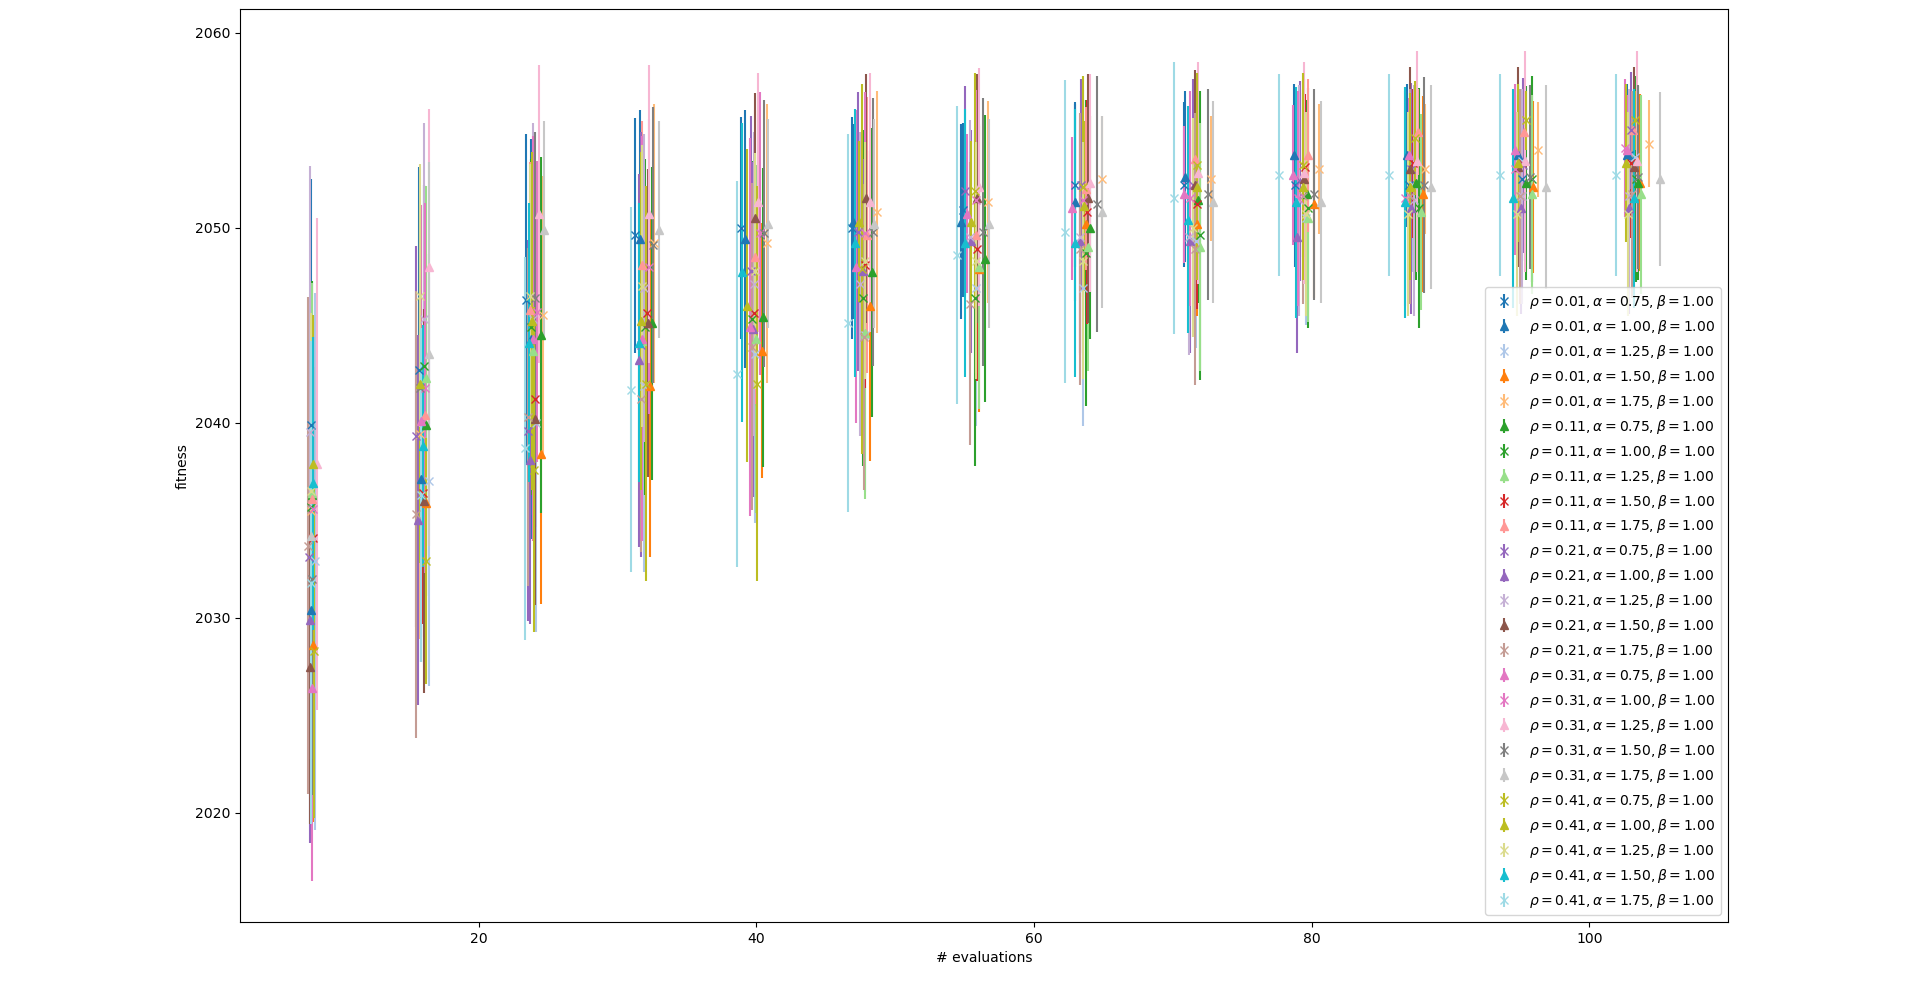 2060
2050
2040
2030
2020
fitness
20
40
60
80
100
# evaluations
ρ = 0.01, α = 0.75, β = 1.00
ρ = 0.01, α = 1.00, β = 1.00
ρ = 0.01, α = 1.25, β = 1.00
ρ = 0.01, α = 1.50, β = 1.00
ρ = 0.01, α = 1.75, β = 1.00
ρ = 0.11, α = 0.75, β = 1.00
ρ = 0.11, α = 1.00, β = 1.00
ρ = 0.11, α = 1.25, β = 1.00
ρ = 0.11, α = 1.50, β = 1.00
ρ = 0.11, α = 1.75, β = 1.00
ρ = 0.21, α = 0.75, β = 1.00
ρ = 0.21, α = 1.00, β = 1.00
ρ = 0.21, α = 1.25, β = 1.00
ρ = 0.21, α = 1.50, β = 1.00
ρ = 0.21, α = 1.75, β = 1.00
ρ = 0.31, α = 0.75, β = 1.00
ρ = 0.31, α = 1.00, β = 1.00
ρ = 0.31, α = 1.25, β = 1.00
ρ = 0.31, α = 1.50, β = 1.00
ρ = 0.31, α = 1.75, β = 1.00
ρ = 0.41, α = 0.75, β = 1.00
ρ = 0.41, α = 1.00, β = 1.00
ρ = 0.41, α = 1.25, β = 1.00
ρ = 0.41, α = 1.50, β = 1.00
ρ = 0.41, α = 1.75, β = 1.00